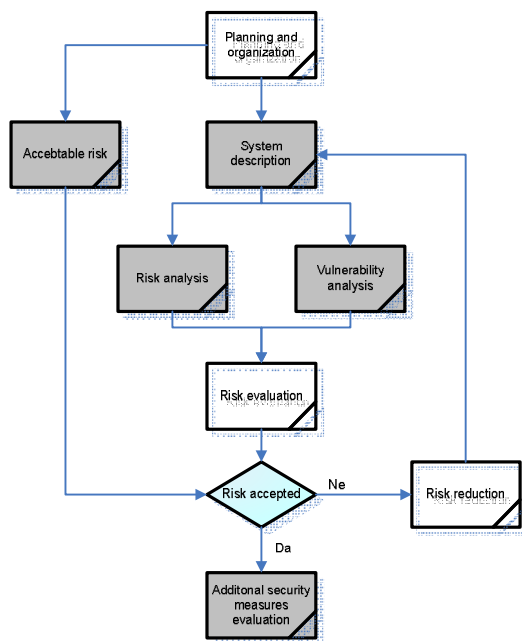 Planning and
organization
Accebtable risk
System
description
Risk analysis
Vulnerability
analysis
Risk evaluation
Risk accepted
Ne
Risk reduction
Da
Additonal security
measures
evaluation